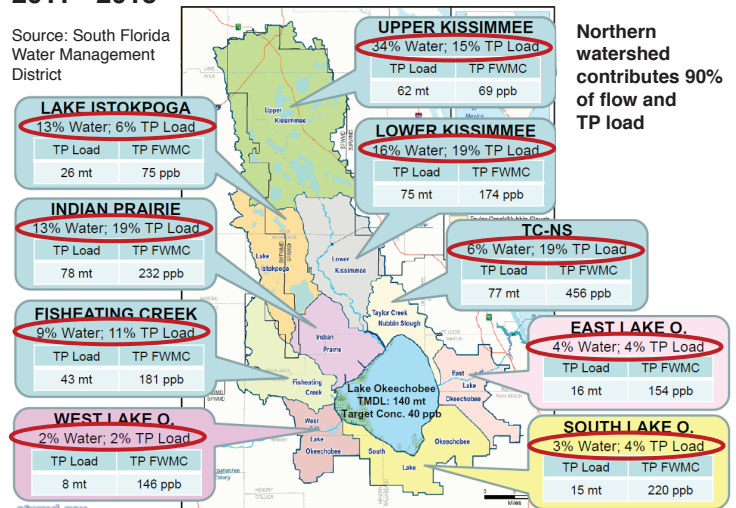 Source: South Florida
Water Management
District
UPPER KISSIMMEE
34% Water; 15% TP Load
TP Load TP FWMC
62 mt 69 ppb
Northern
watershed
contributes 90%
of flow and
TP load
LAKE ISTOKPOGA
13% Water; 6% TP Load
TP Load TP FWMC
26 mt 75 ppb
LOWER KISSIMMEE
16% Water; 19% TP Load
TP Load TP FWMC
75 mt 174 ppb
INDIAN PRAIRIE
13% Water; 19% TP Load
TP Load TP FWMC
78 mt 232 ppb
TC-NS
6% Water; 19% TP Load
TP Load TP FWMC
77 mt 456 ppb
FISHEATING CREEK
9% Water; 11% TP Load
TP Load TP FWMC
43 mt 181 ppb
EAST LAKE O.
4% Water; 4% TP Load
TP Load TP FWMC
16 mt 154 ppb
WEST LAKE O.
2% Water; 2% TP Load
TP Load TP FWMC
8 mt 146 ppb
SOUTH LAKE O.
3% Water; 4% TP Load
TP Load TP FWMC
15 mt 220 ppb
Upper
Kissimmee
Lake
Istokpoga
Lower
Kissimmee
Taylor Creek
Nubbin Slough
Indian
Prairie
Fisheating
Creek
Lake Okeechobee
TMDL: 140 mt
Target Conc. 40 ppb
East
Lake
Okeechobee
West
Lake
Okeechobee
South
Lake
Okeechobee
HENDRY
COLLIER
Miles